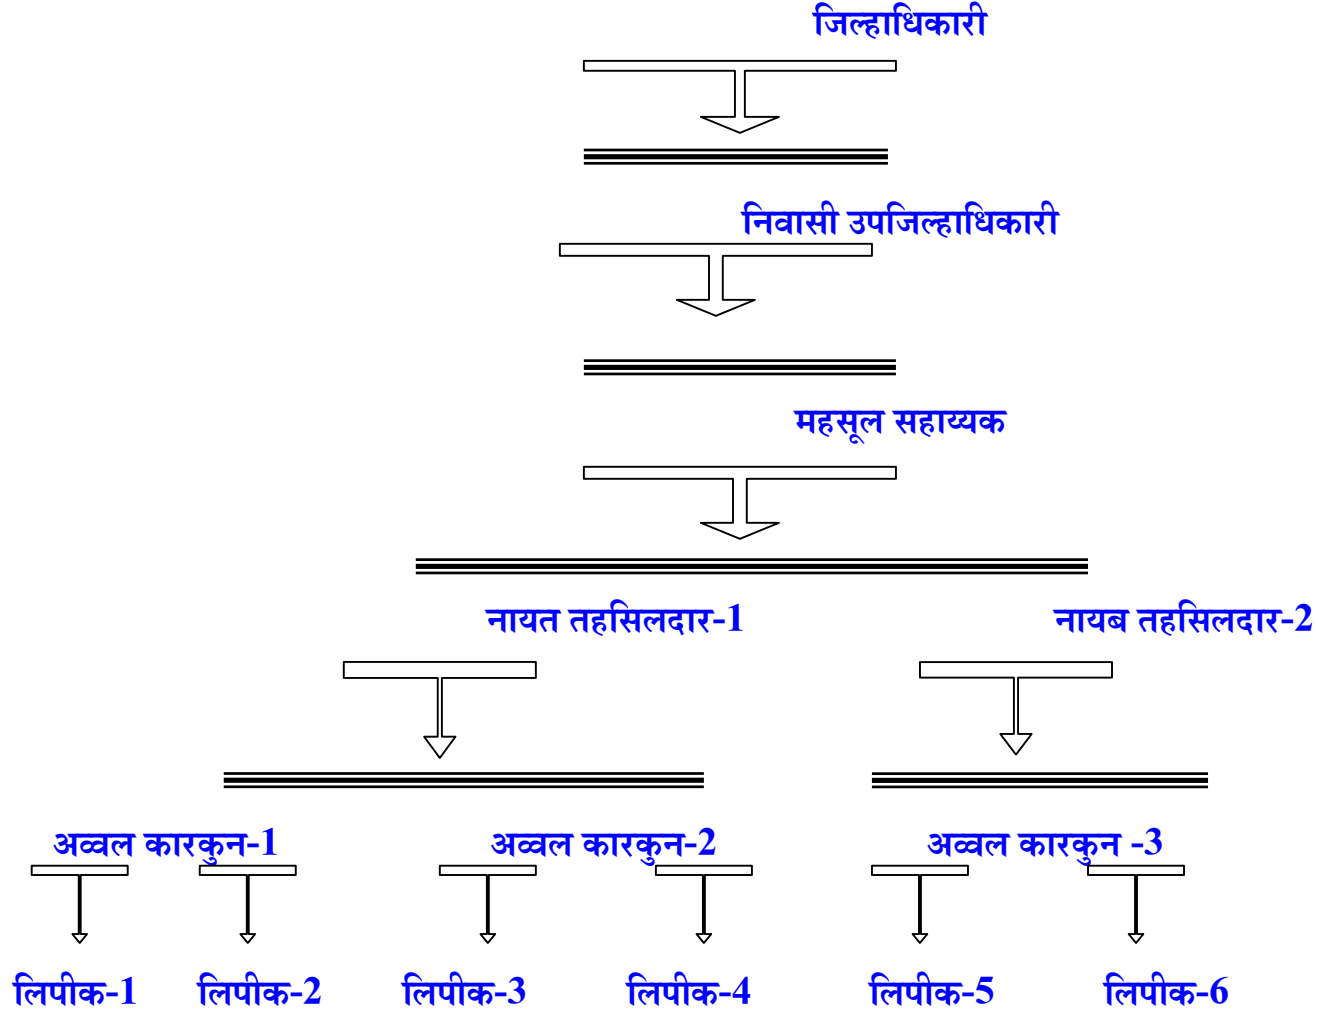 जिल्हाधिकारी
निवासी उपजिल्हाधिकारी
महसूल सहाय्यक
नायत तहसिलदार-1 नायब तहसिलदार-2
अव्वल कारकुन-1 अव्वल कारकुन-2 अव्वल कारकुन -3
लिपीक-1 लिपीक-2 लिपीक-3 लिपीक-4 लिपीक-5 लिपीक-6